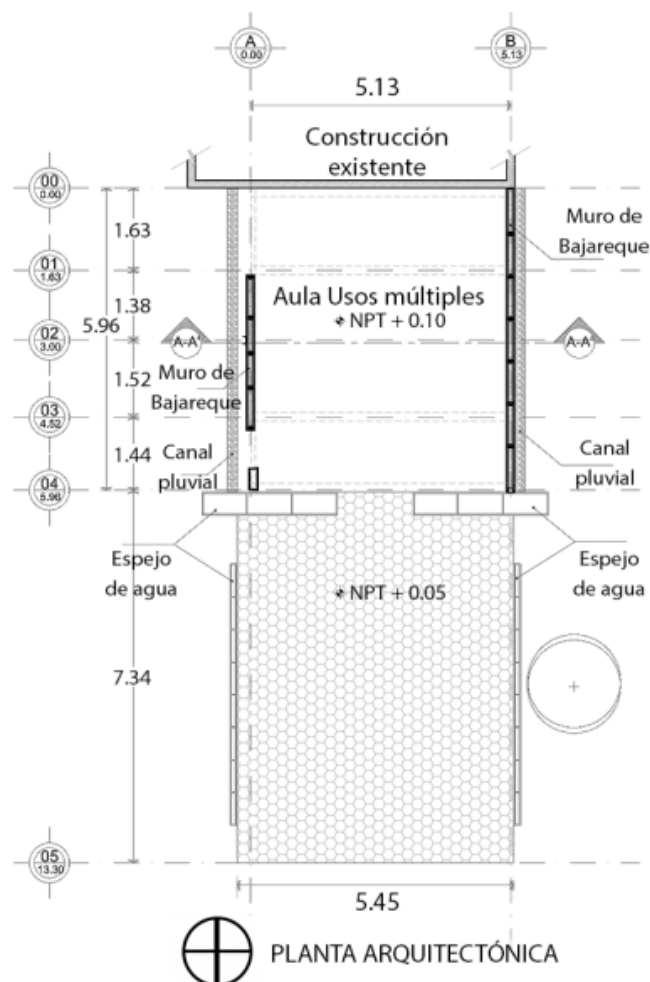 A
0.00
B
5.13
5.13
Construcción
existente
00
0.00
1.63
Muro de
Bajareque
01
1.63
1.38
Aula Usos múltiples
NPT + 0.10
5.96
02
3.00
A-A'
A-A'
Muro de
Bajareque
1.52
03
4.52
1.44
Canal
pluvial
Canal
pluvial
04
5.96
Espejo
de agua
Espejo
de agua
NPT + 0.05
7.34
05
13.30
5.45
PLANTA ARQUITECTÓNICA